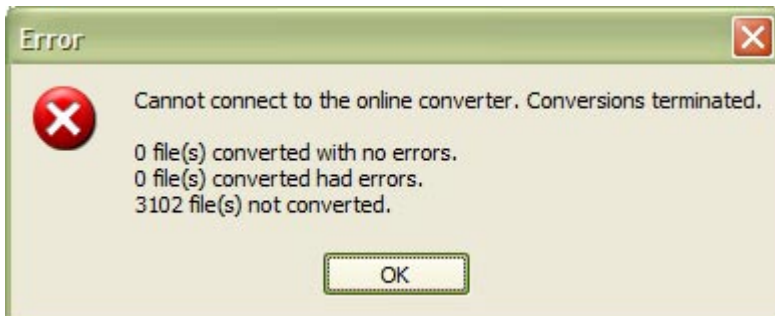 Error
Cannot connect to the online converter. Conversions terminated.
0 file(s) converted with no errors.
0 file(s) converted had errors.
3102 file(s) not converted.
OK